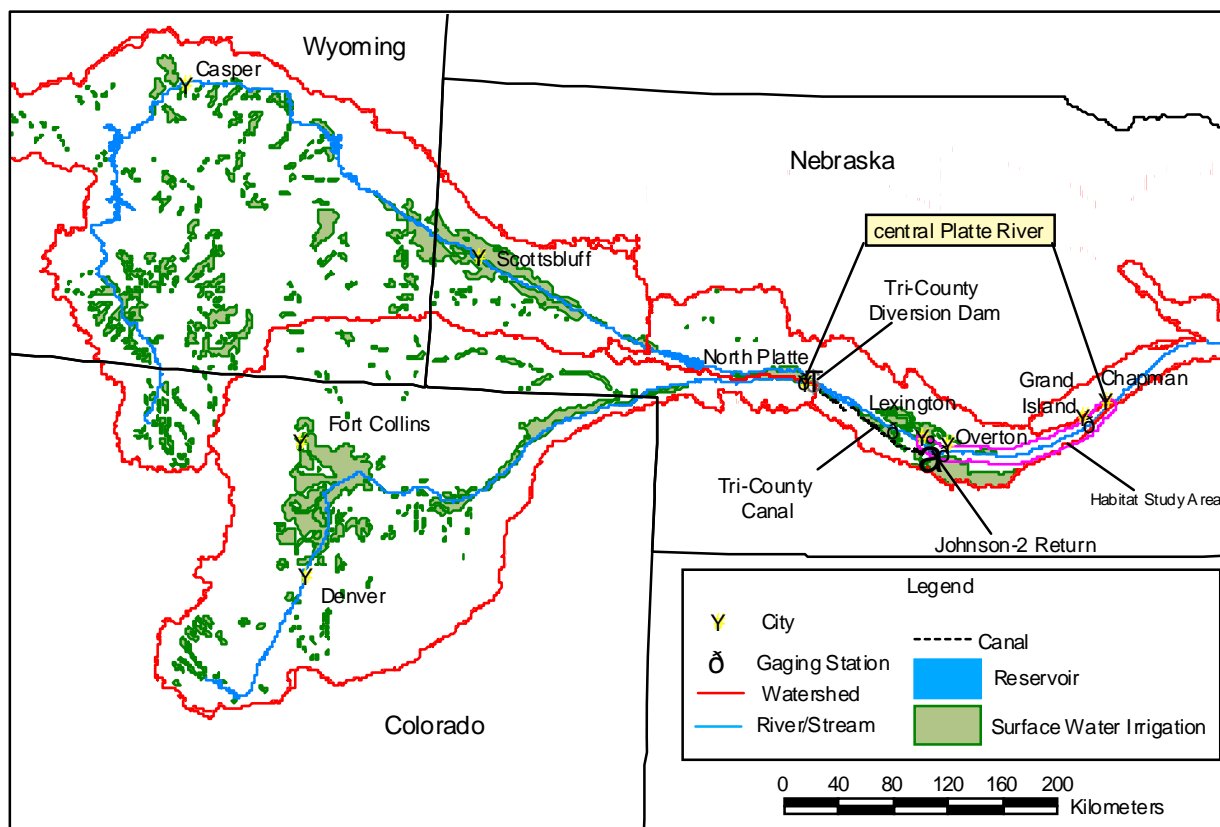 Wyoming
Casper
Nebraska
central Platte River
Scottsbluff
Tri-County
Diversion Dam
North Platte
Grand
Island
Chapman
Lexington
Fort Collins
Overton
Tri-County
Canal
Habitat Study Area
Johnson-2 Return
Denver
Colorado
Legend
Y City
ð Gaging Station
Watershed
River/Stream
Canal
Reservoir
Surface Water Irrigation
0 40 80 120 160 200
Kilometers